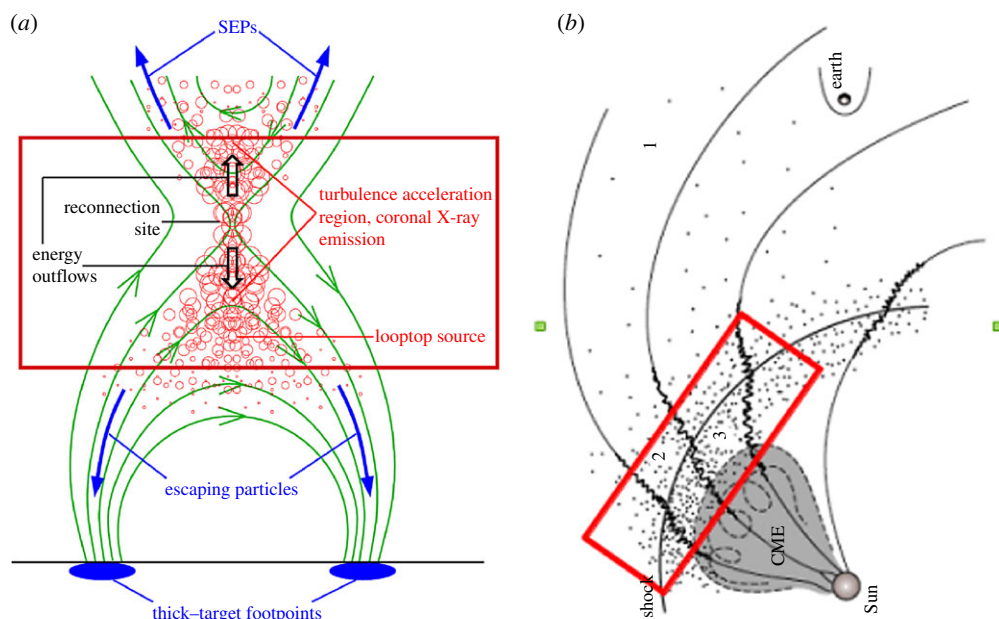 (a)
SEPs
reconnection
site
energy
outflows
turbulence acceleration
region, coronal X-ray
emission
looptop source
escaping particles
thick–target footpoints
(b)
earth
1
2
3
CME
shock
Sun